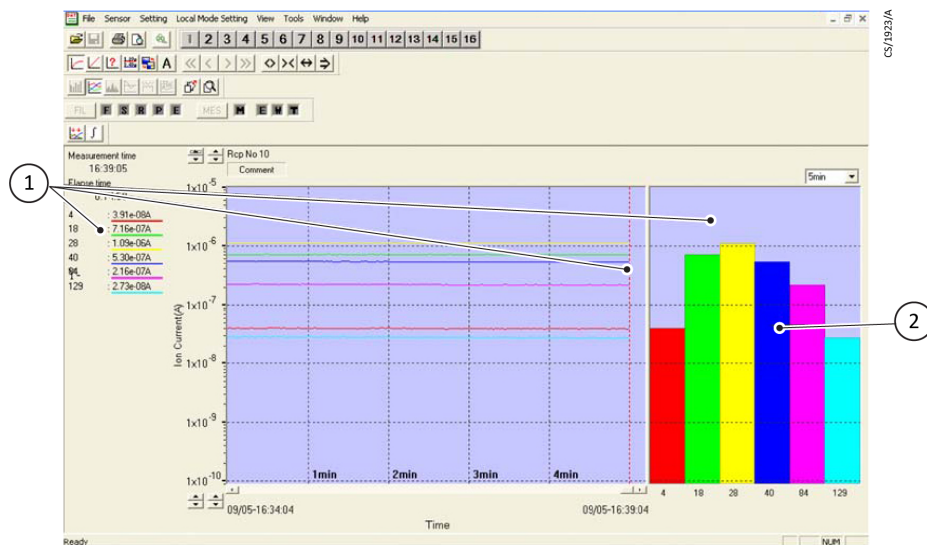 File Sensor Setting Local Mode Setting View Tools Window Help
CS/1923/A
1 2 3 4 5 6 7 8 9 10 11 12 13 14 15 16
A
FIL F S R P E MES M E W T
Measurement time
16:39:05
Elapse time
Rcp No 10
Comment
5min
1
4 : 3.91e-08A
18 : 7.16e-07A
28 : 1.09e-06A
40 : 5.30e-07A
: 2.16e-07A
129 : 2.73e-08A
2
Ion Current(A)
1x10-5
1x10-6
1x10-7
1x10-8
1x10-9
1x10-10
1min 2min 3min 4min
4 18 28 40 84 129
09/05-16:34:04 09/05-16:39:04
Time
Ready NUM